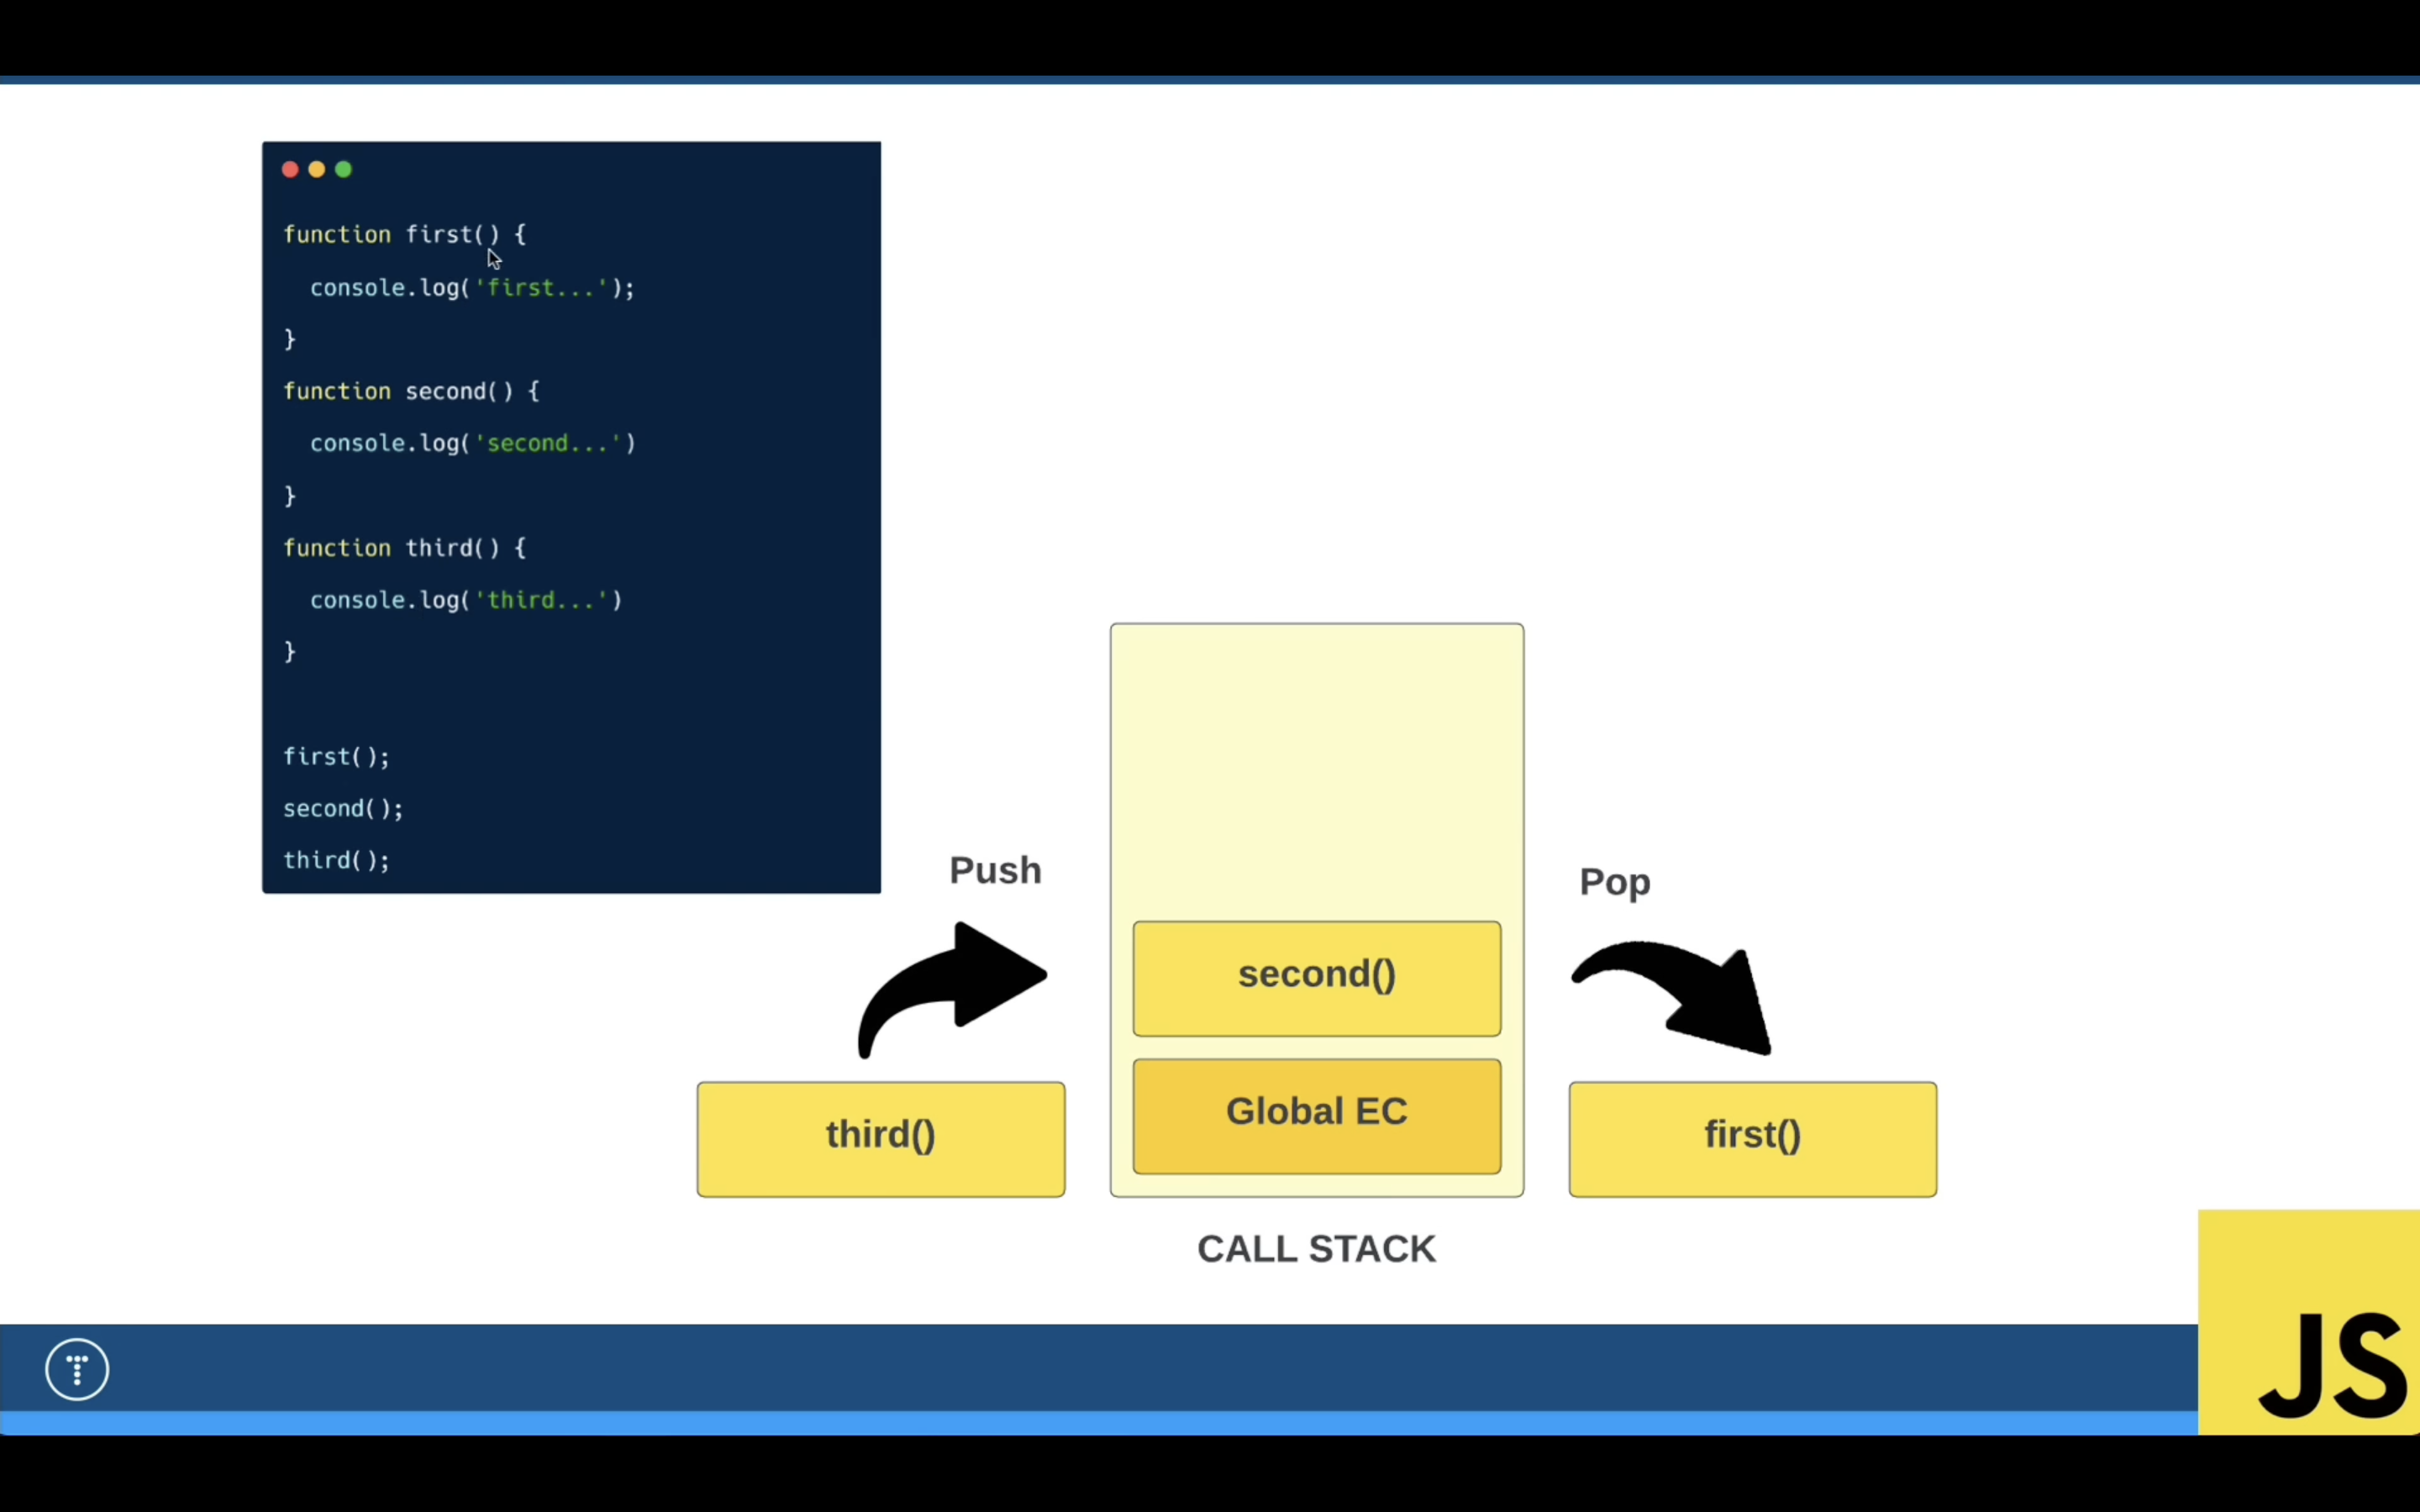 function first() {
  console.log('first...');
}
function second() {
  console.log('second...')
}
function third() {
  console.log('third...')
}
first();
second();
third();
Push
Pop
second()
Global EC
third()
first()
CALL STACK
T
JS